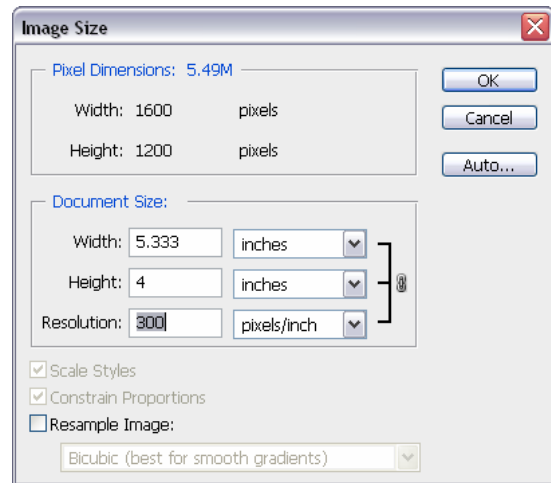 Image Size
Pixel Dimensions: 5.49M
OK
Width: 1600 pixels
Cancel
Height: 1200 pixels
Auto...
Document Size:
Width: 5.333 inches
Height: 4 inches
Resolution: 300 pixels/inch
Scale Styles
Constrain Proportions
Resample Image:
Bicubic (best for smooth gradients)